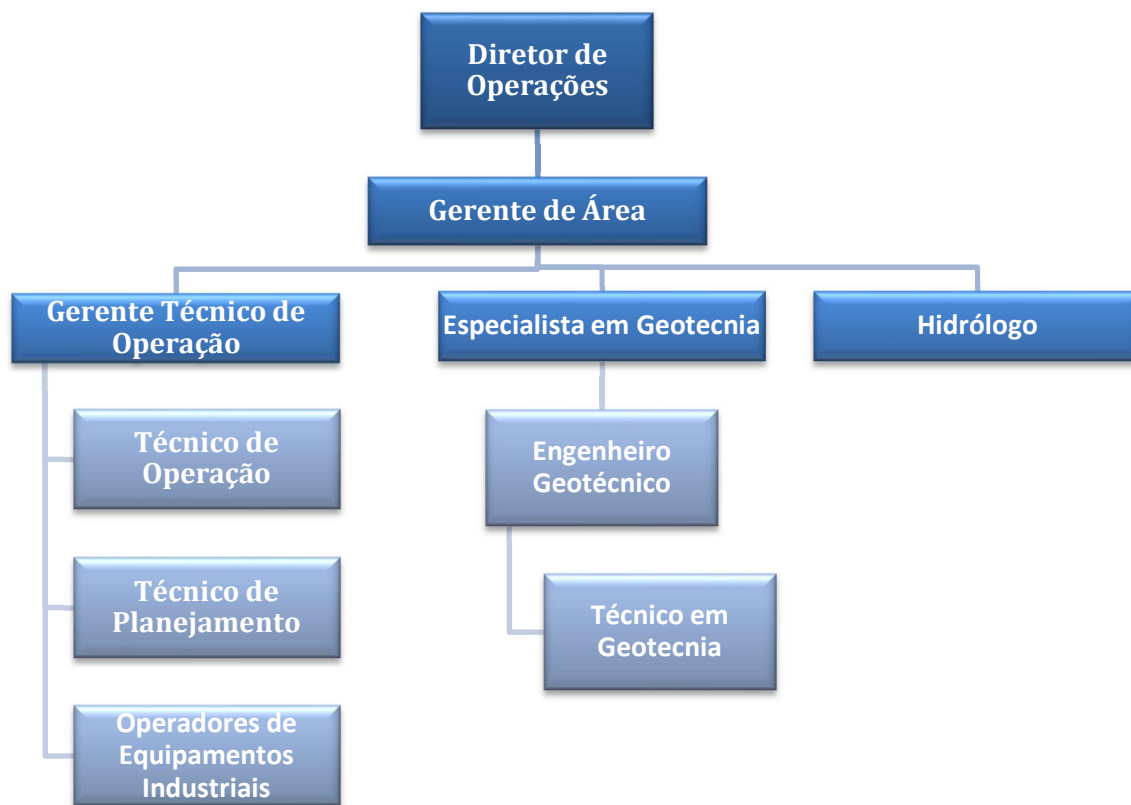 Diretor de
Operações
Gerente de Área
Gerente Técnico de
Operação
Especialista em Geotecnia
Hidrólogo
Técnico de
Operação
Engenheiro
Geotécnico
Técnico de
Planejamento
Técnico em
Geotecnia
Operadores de
Equipamentos
Industriais